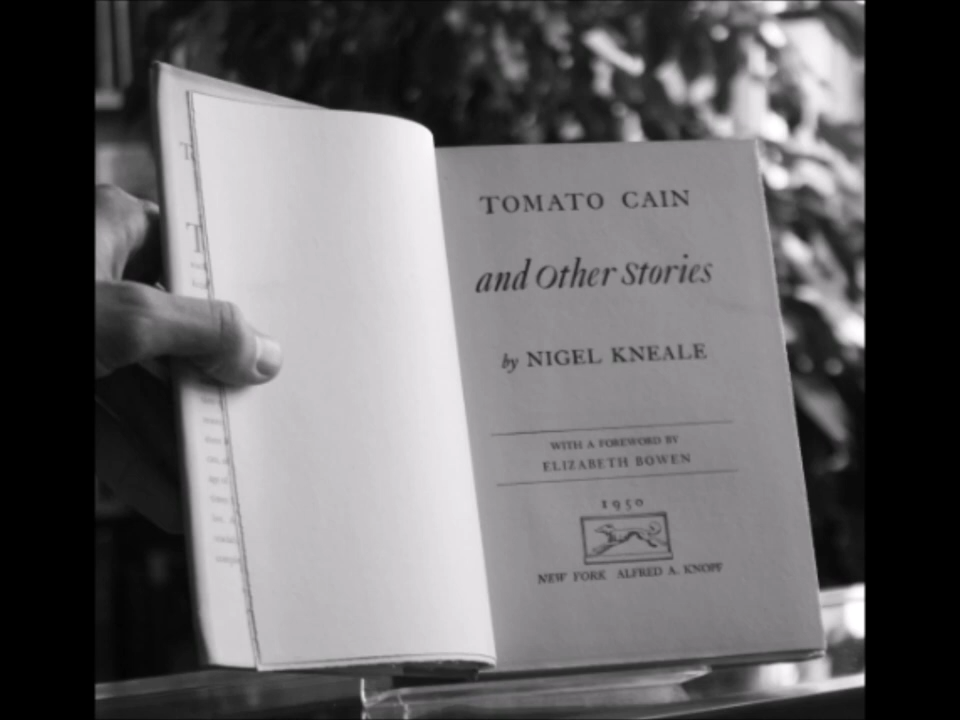 TOMATO CAIN
and Other Stories
by NIGEL KNEALE
WITH A FOREWORD BY
ELIZABETH BOWEN
1950
NEW YORK ALFRED A. KNOPF